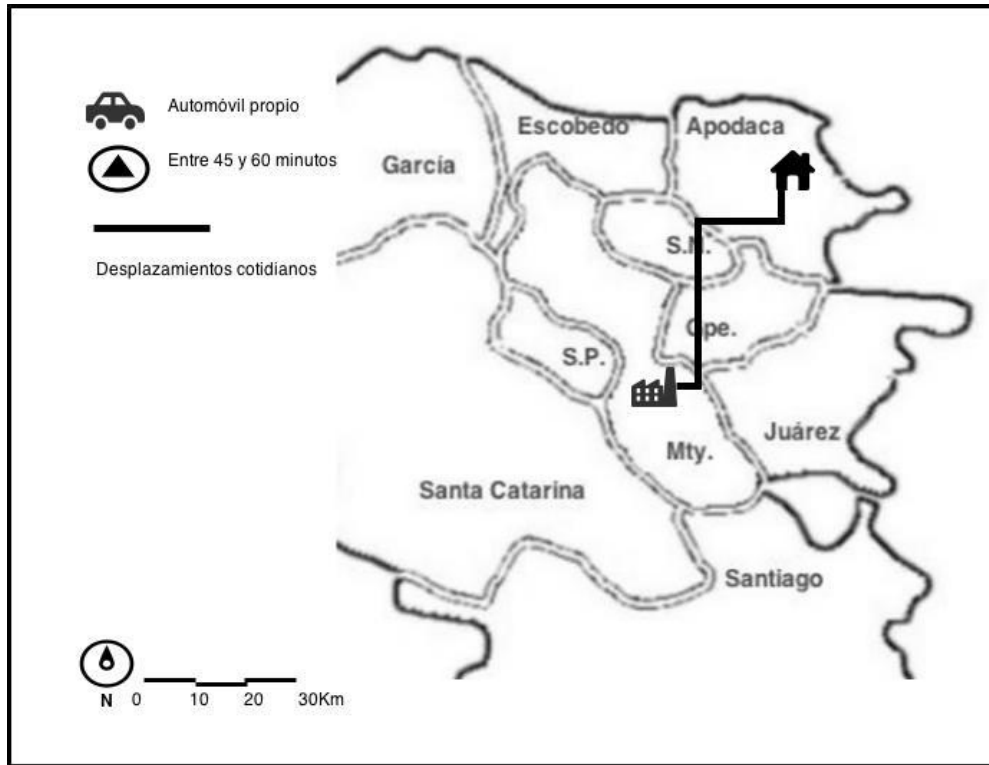 Automóvil propio
Entre 45 y 60 minutos
Desplazamientos cotidianos
Escobedo
Apodaca
García
S.N.
Gpe.
S.P.
Juárez
Mty.
Santa Catarina
Santiago
N 0 10 20 30Km